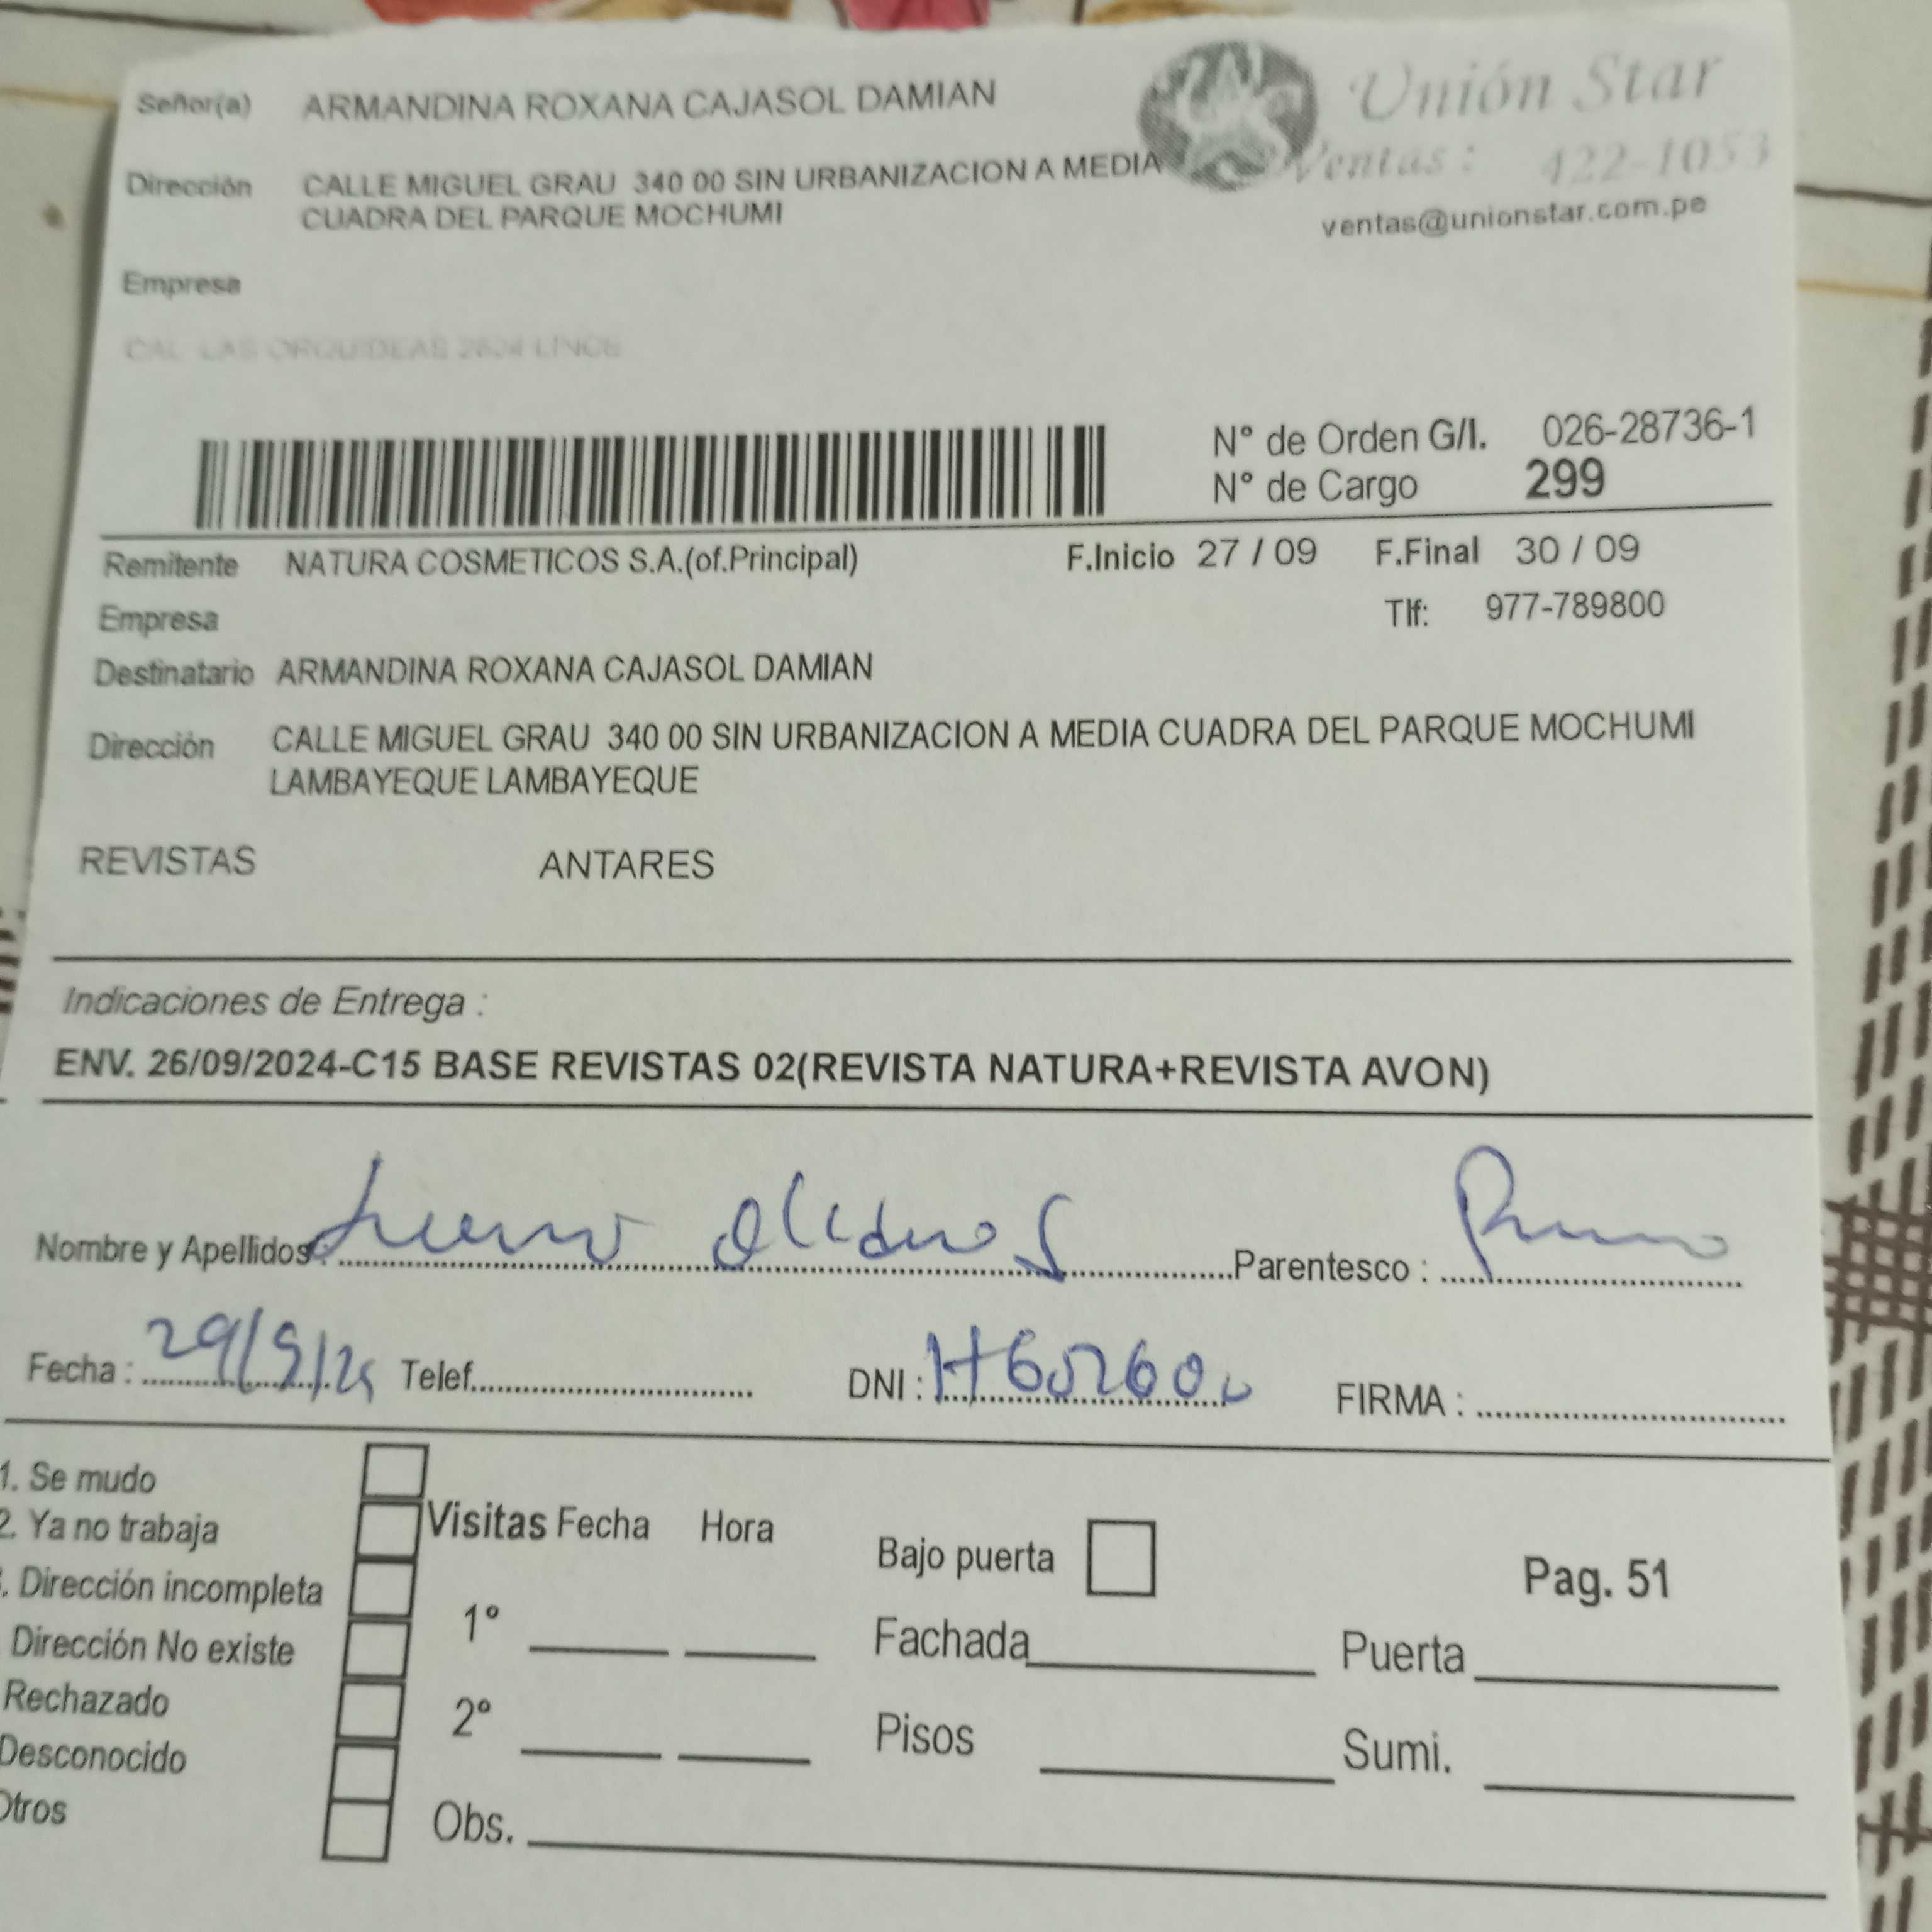 Señor(a) ARMANDINA ROXANA CAJASOL DAMIAN
Unión Star
Ventas: 422-1053
ventas@unionstar.com.pe
Dirección CALLE MIGUEL GRAU 340 00 SIN URBANIZACION A MEDIA
CUADRA DEL PARQUE MOCHUMI
Empresa
CAL LAS ORQUIDEAS LINCE
N° de Orden G/I. 026-28736-1
N° de Cargo 299
Remitente NATURA COSMETICOS S.A.(of.Principal) F.Inicio 27 / 09 F.Final 30 / 09
Empresa Tlf: 977-789800
Destinatario ARMANDINA ROXANA CAJASOL DAMIAN
Dirección CALLE MIGUEL GRAU 340 00 SIN URBANIZACION A MEDIA CUADRA DEL PARQUE MOCHUMI
LAMBAYEQUE LAMBAYEQUE
REVISTAS ANTARES
Indicaciones de Entrega :
ENV. 26/09/2024-C15 BASE REVISTAS 02(REVISTA NATURA+REVISTA AVON)
Nombre y Apellidos: Parentesco :
Fecha : 29/9/24 Telef. DNI : FIRMA :
1. Se mudo
2. Ya no trabaja
. Dirección incompleta
Dirección No existe
Rechazado
Desconocido
Otros
Visitas Fecha Hora
1°
2°
Obs.
Bajo puerta Pag. 51
Fachada Puerta
Pisos Sumi.